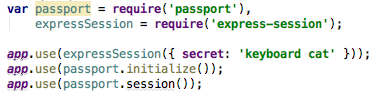 var passport = require('passport'),
expressSession = require('express-session');
app.use(expressSession({ secret: 'keyboard cat' }));
app.use(passport.initialize());
app.use(passport.session());